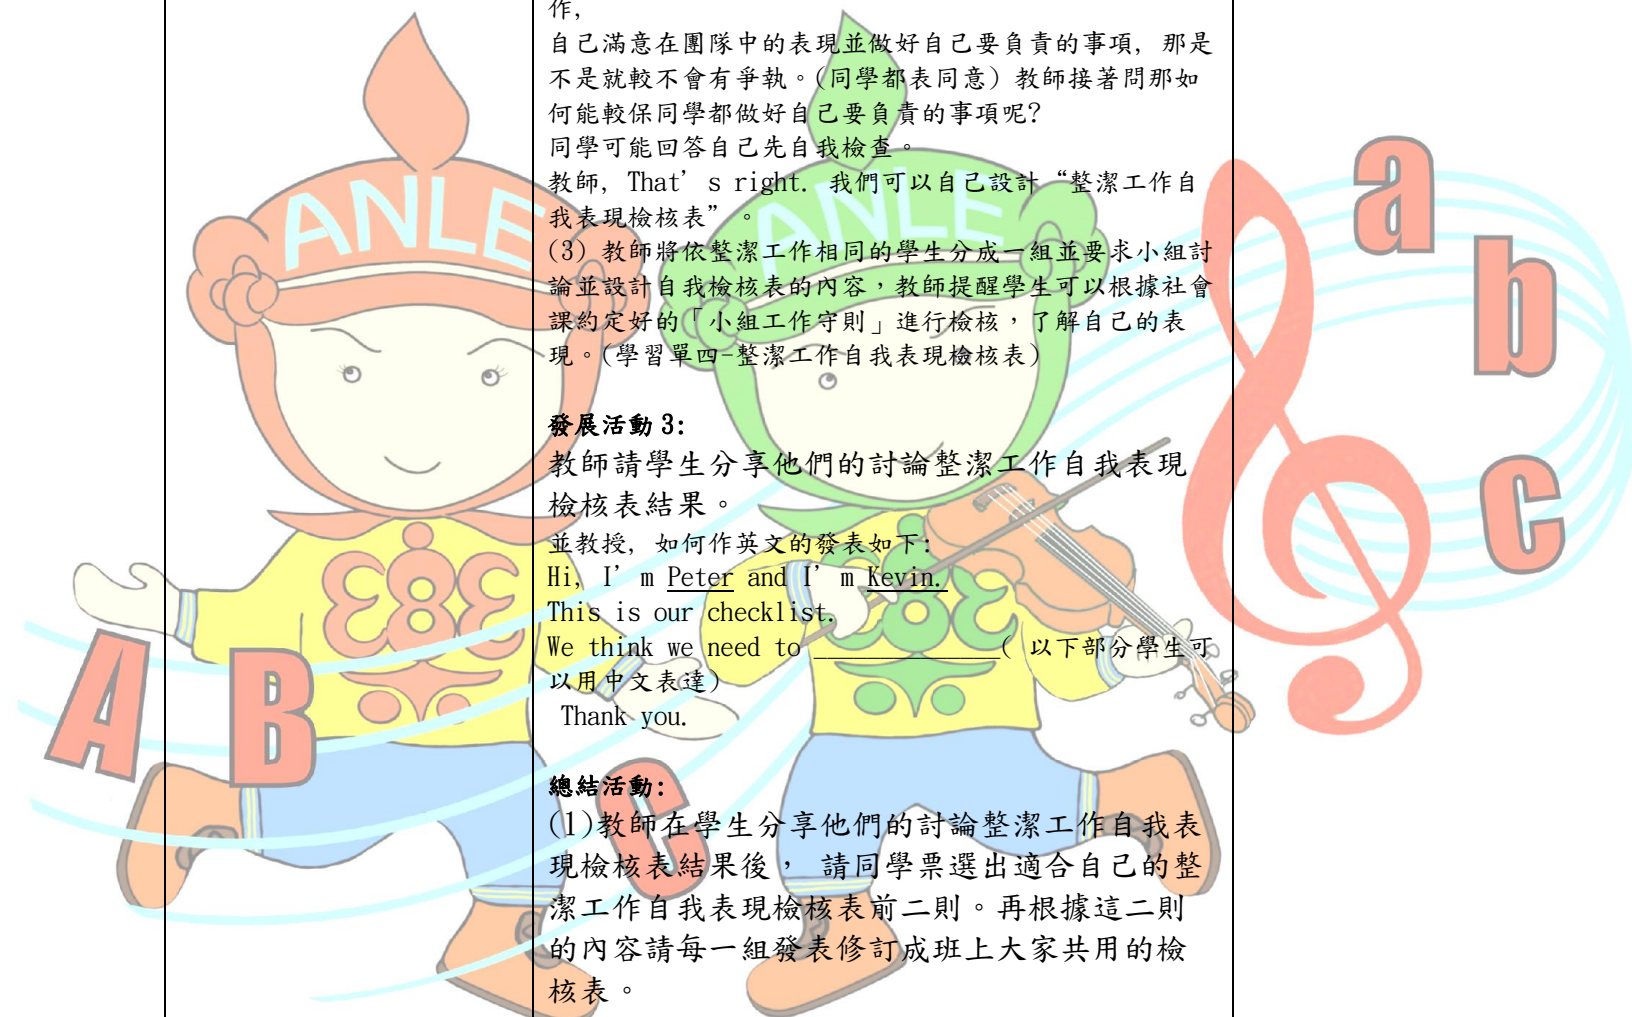 作,
自己滿意在團隊中的表現並做好自己要負責的事項, 那是
不是就較不會有爭執。(同學都表同意) 教師接著問那如
何能較保同學都做好自己要負責的事項呢?
同學可能回答自己先自我檢查。
教師, That’s right. 我們可以自己設計“整潔工作自
我表現檢核表”。
(3) 教師將依整潔工作相同的學生分成一組並要求小組討
論並設計自我檢核表的內容，教師提醒學生可以根據社會
課約定好的「小組工作守則」進行檢核，了解自己的表
現。(學習單四-整潔工作自我表現檢核表)
發展活動 3:
教師請學生分享他們的討論整潔工作自我表現
檢核表結果。
並教授, 如何作英文的發表如下:
Hi, I’m Peter and I’m Kevin.
This is our checklist.
We think we need to ______________( 以下部分學生可
以用中文表達)
Thank you.
總結活動:
(1)教師在學生分享他們的討論整潔工作自我表
現檢核表結果後， 請同學票選出適合自己的整
潔工作自我表現檢核表前二則。再根據這二則
的內容請每一組發表修訂成班上大家共用的檢
核表。
ANLE
ANLE
A
B
C
a
b
c